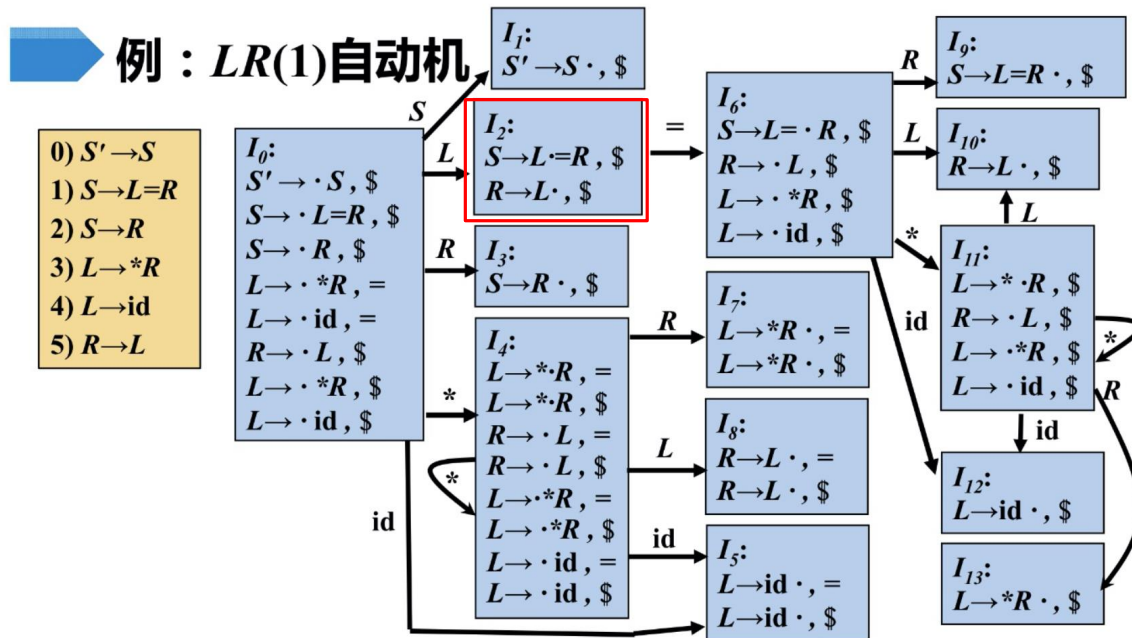 例：LR(1)自动机
0) S' →S
1) S→L=R
2) S→R
3) L→*R
4) L→id
5) R→L
I0:
S' → · S , $
S→ · L=R , $
S→ · R , $
L→ · *R , =
L→ · id , =
R→ · L , $
L→ · *R , $
L→ · id , $
S
L
R
*
id
I1:
S' →S · , $
I2:
S→L·=R , $
R→L· , $
=
I3:
S→R · , $
I4:
L→*·R , =
L→*·R , $
R→ · L , =
R→ · L , $
L→·*R , =
L→ ·*R , $
L→ · id , =
L→ · id , $
*
R
L
id
I6:
S→L= · R , $
R→ · L , $
L→ · *R , $
L→ · id , $
R
L
*
id
I7:
L→*R · , =
L→*R · , $
I8:
R→L · , =
R→L · , $
I5:
L→id · , =
L→id · , $
I9:
S→L=R · , $
I10:
R→L · , $
L
I11:
L→* ·R , $
R→ · L , $
L→ ·*R , $
L→ · id , $
*
R
id
I12:
L→id · , $
I13:
L→*R · , $